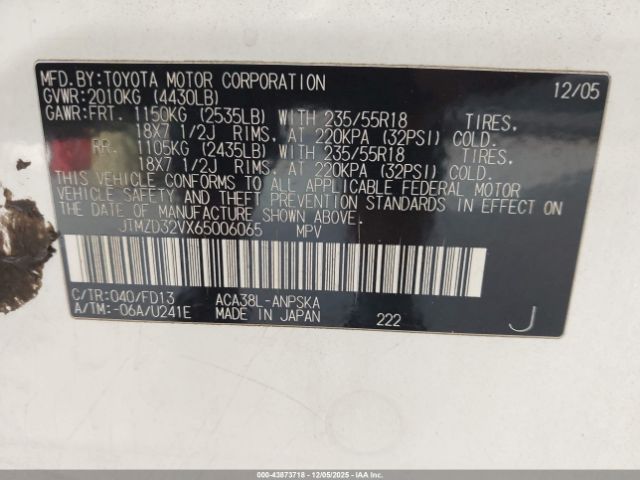 MFD.BY:TOYOTA MOTOR CORPORATION 12/05
GVWR:2010KG (4430LB)
GAWR:FRT. 1150KG (2535LB) WITH 235/55R18 TIRES,
18X7 1/2J RIMS, AT 220KPA (32PSI) COLD.
RR. 1105KG (2435LB) WITH 235/55R18 TIRES,
18X7 1/2J RIMS, AT 220KPA (32PSI) COLD.
THIS VEHICLE CONFORMS TO ALL APPLICABLE FEDERAL MOTOR
VEHICLE SAFETY AND THEFT PREVENTION STANDARDS IN EFFECT ON
THE DATE OF MANUFACTURE SHOWN ABOVE.
JTMZD32VX65006065 MPV
C/TR:040/FD13 ACA38L-ANPSKA
A/TM:-06A/U241E MADE IN JAPAN 222 J
000-43873718 - 12/05/2025 - IAAI.com